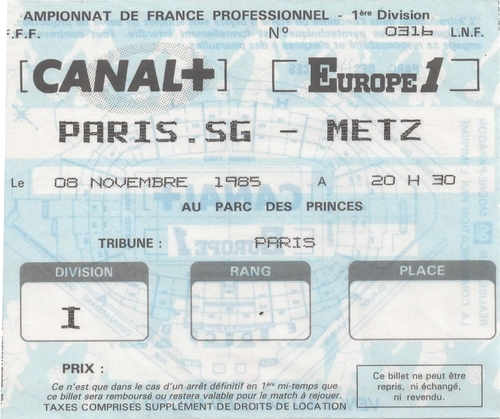 AMPIONNAT DE FRANCE PROFESSIONNEL - 1ère Division
F.F.F. N° 0316 L.N.F.
[CANAL+] [EUROPE 1]
PARIS.SG - METZ
Le 08 NOVEMBRE 1985 A 20 H 30
AU PARC DES PRINCES
TRIBUNE : PARIS
DIVISION RANG PLACE
I
PRIX :
Ce n'est que dans le cas d'un arrêt définitif en 1ère mi-temps que
ce billet sera remboursé ou restera valable pour le match à rejouer.
TAXES COMPRISES SUPPLÉMENT DE DROITS DE LOCATION
Ce billet ne peut être
repris, ni échangé,
ni revendu.